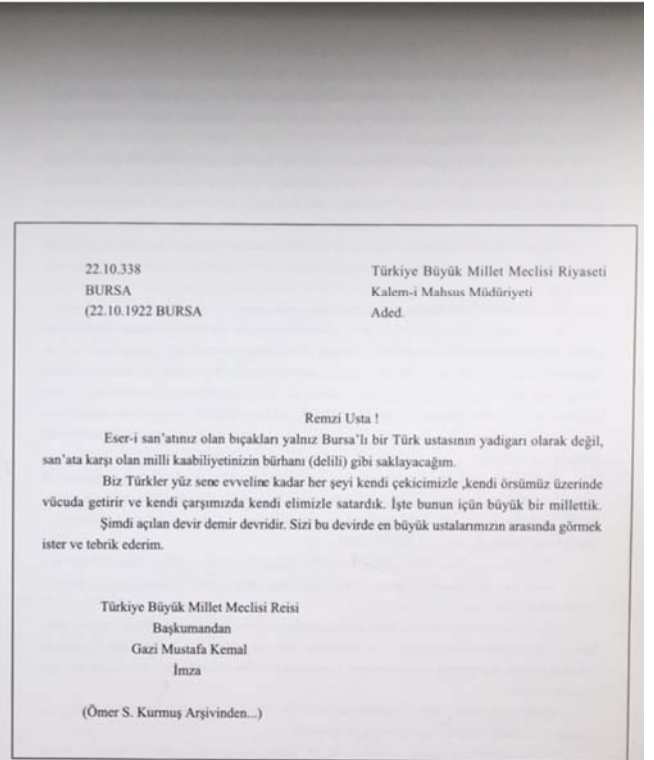 22.10.338
BURSA
(22.10.1922 BURSA
Türkiye Büyük Millet Meclisi Riyaseti
Kalem-i Mahsus Müdüriyeti
Aded.
Remzi Usta !
Eser-i san'atınız olan bıçakları yalnız Bursa'lı bir Türk ustasının yadigarı olarak değil,
san'ata karşı olan milli kaabiliyetinizin bürhanı (delili) gibi saklayacağım.
Biz Türkler yüz sene evveline kadar her şeyi kendi çekicimizle ,kendi örsümüz üzerinde
vücuda getirir ve kendi çarşımızda kendi elimizle satardık. İşte bunun içün büyük bir millettik.
Şimdi açılan devir demir devridir. Sizi bu devirde en büyük ustalarımızın arasında görmek
ister ve tebrik ederim.
Türkiye Büyük Millet Meclisi Reisi
Başkumandan
Gazi Mustafa Kemal
İmza
(Ömer S. Kurmuş Arşivinden...)